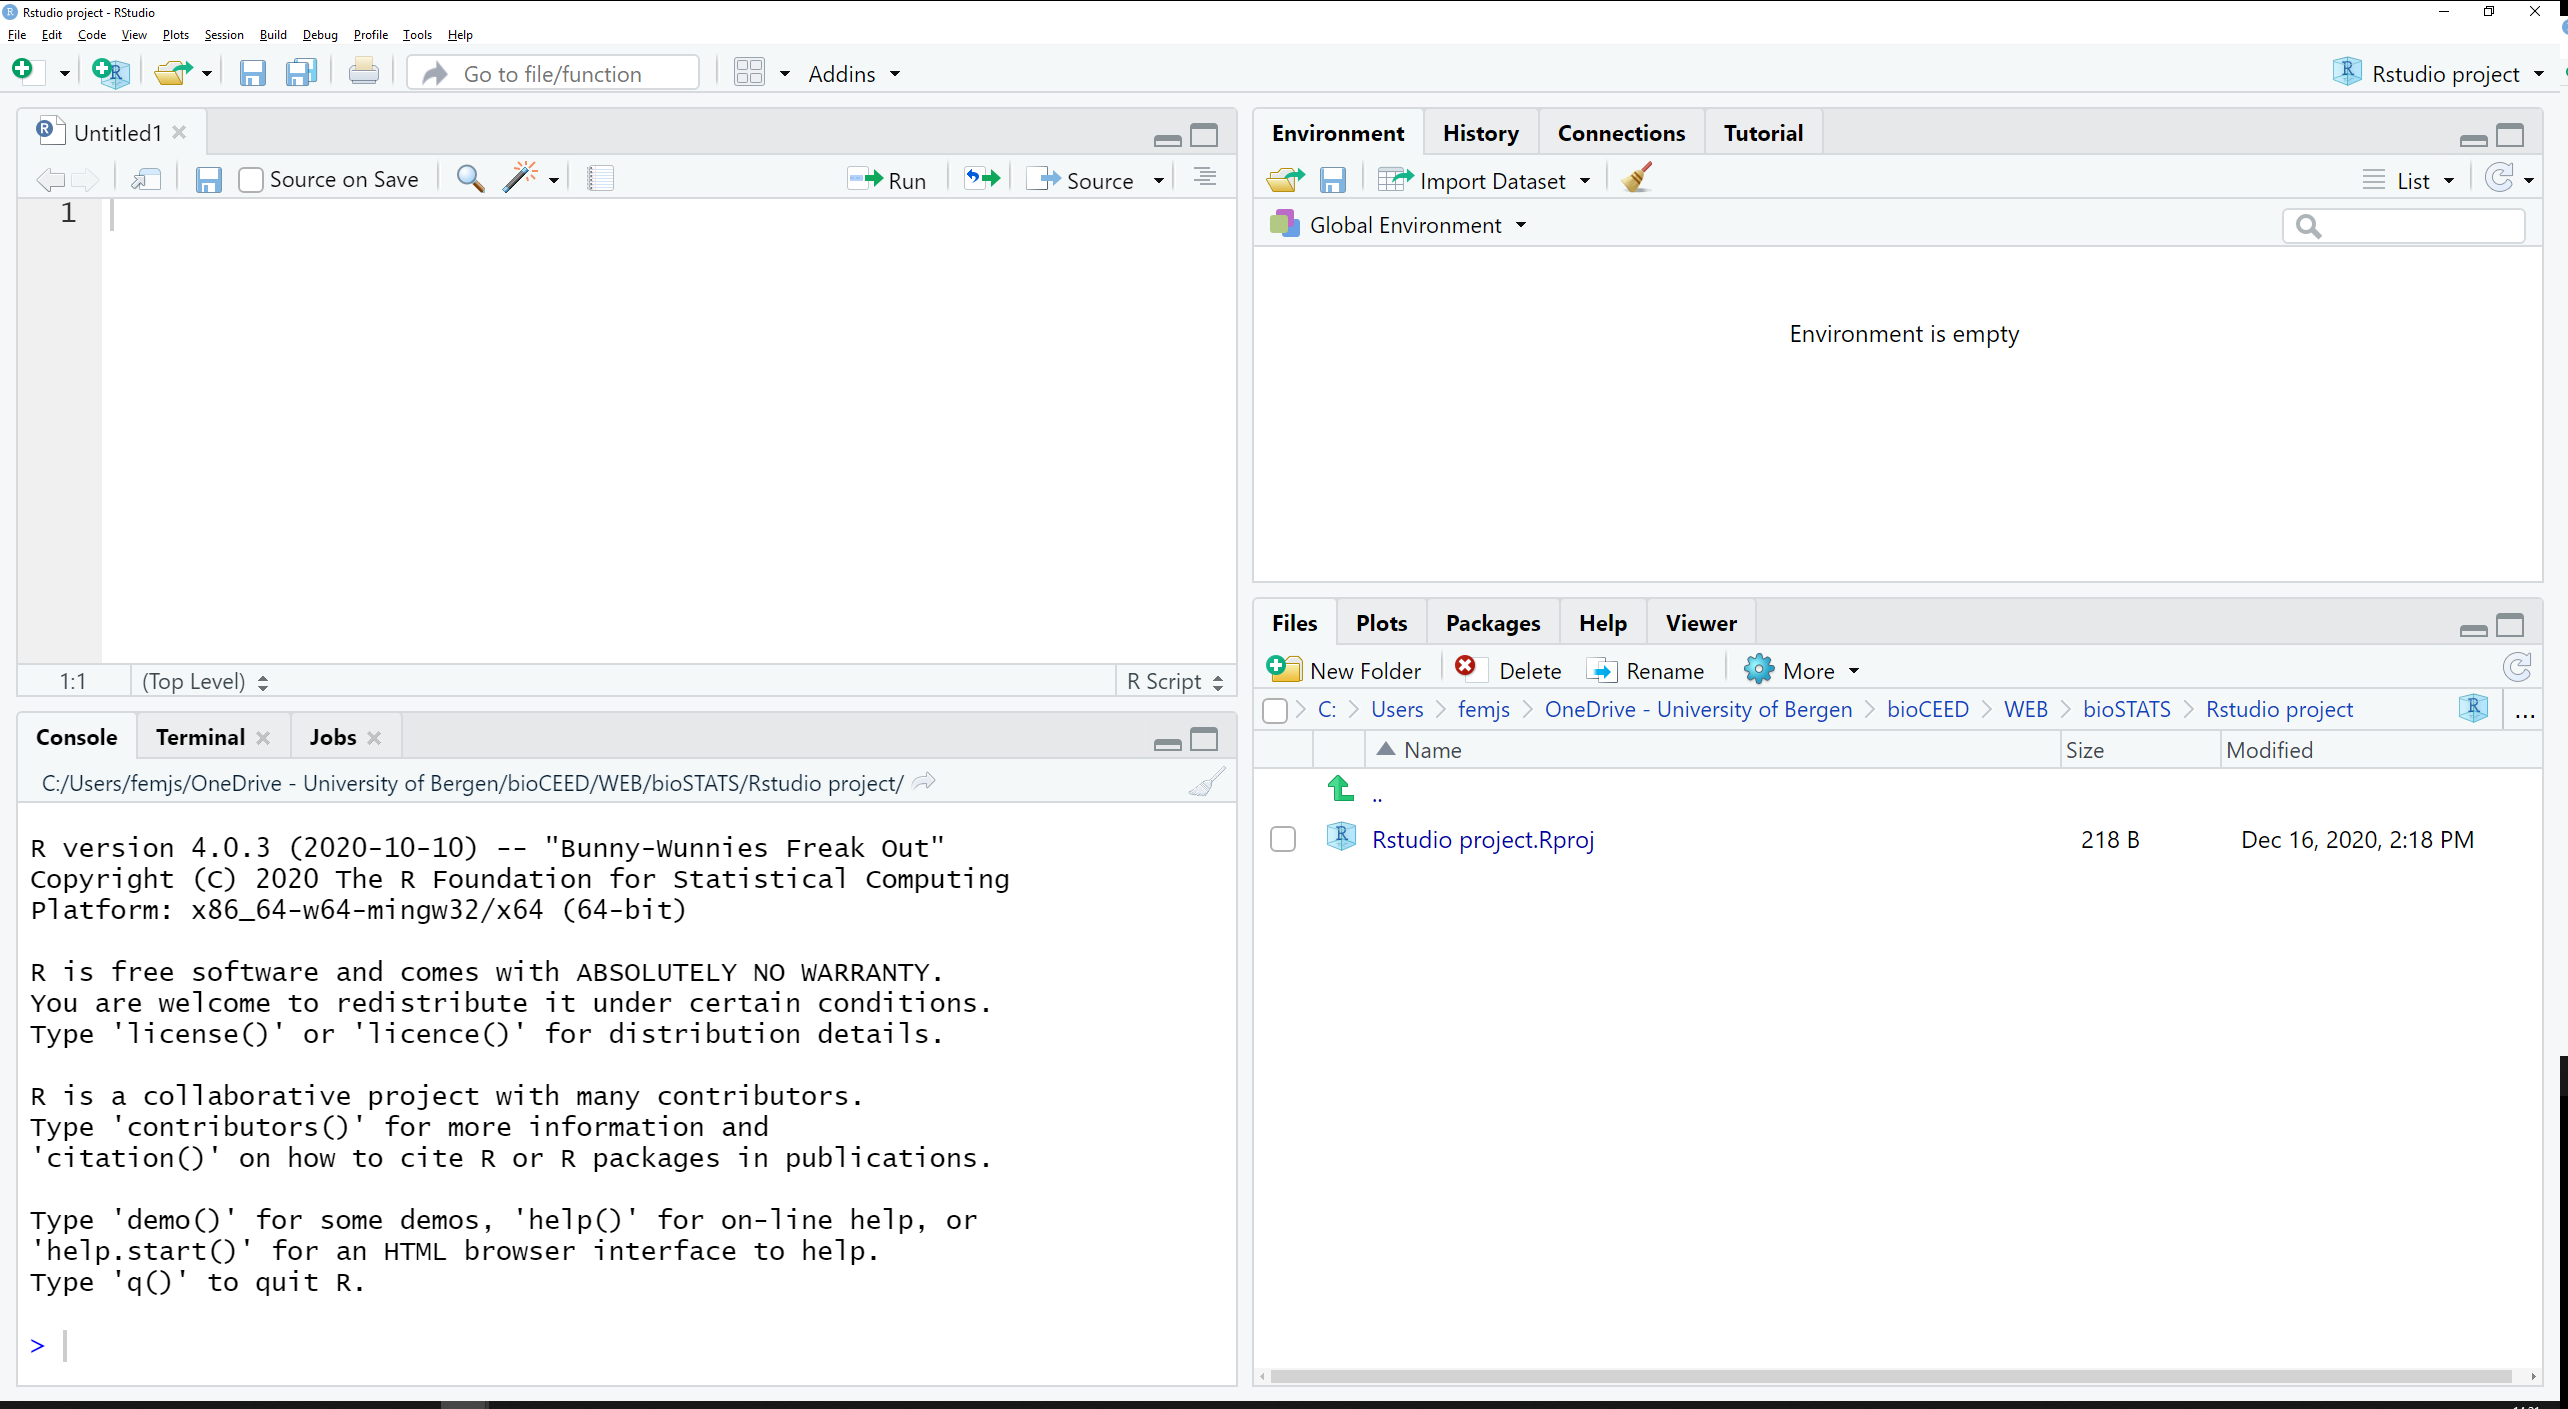 Rstudio project - RStudio
File Edit Code View Plots Session Build Debug Profile Tools Help
Go to file/function Addins Rstudio project
Untitled1
Source on Save Run Source
1
1:1 (Top Level) R Script
Console Terminal Jobs
C:/Users/femjs/OneDrive - University of Bergen/bioCEED/WEB/bioSTATS/Rstudio project/
R version 4.0.3 (2020-10-10) -- "Bunny-Wunnies Freak Out"
Copyright (C) 2020 The R Foundation for Statistical Computing
Platform: x86_64-w64-mingw32/x64 (64-bit)
R is free software and comes with ABSOLUTELY NO WARRANTY.
You are welcome to redistribute it under certain conditions.
Type 'license()' or 'licence()' for distribution details.
R is a collaborative project with many contributors.
Type 'contributors()' for more information and
'citation()' on how to cite R or R packages in publications.
Type 'demo()' for some demos, 'help()' for on-line help, or
'help.start()' for an HTML browser interface to help.
Type 'q()' to quit R.
>
Environment History Connections Tutorial
Import Dataset List
Global Environment
Environment is empty
Files Plots Packages Help Viewer
New Folder Delete Rename More
C: Users femjs OneDrive - University of Bergen bioCEED WEB bioSTATS Rstudio project ...
Name Size Modified
..
Rstudio project.Rproj 218 B Dec 16, 2020, 2:18 PM